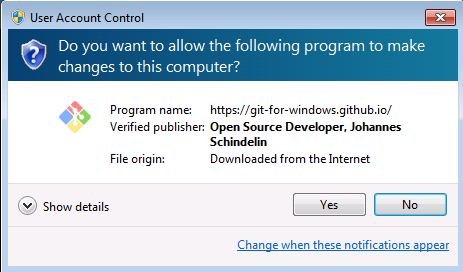 User Account Control
Do you want to allow the following program to make
changes to this computer?
Program name: https://git-for-windows.github.io/
Verified publisher: Open Source Developer, Johannes
Schindelin
File origin: Downloaded from the Internet
Show details
Yes
No
Change when these notifications appear